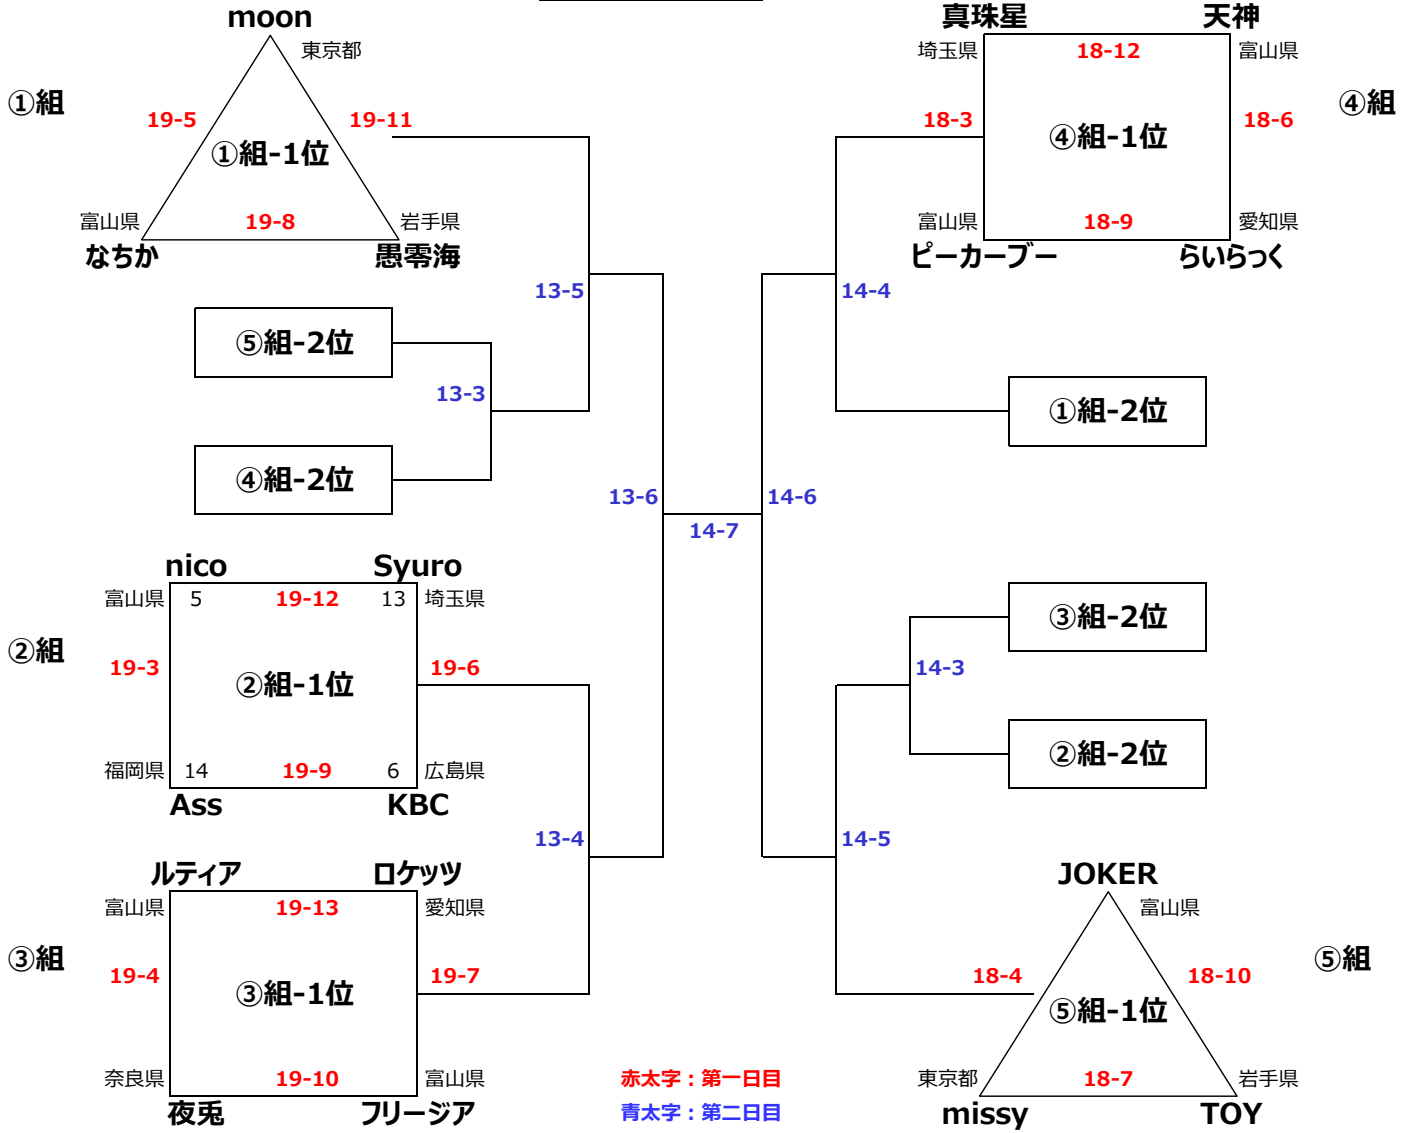 moon
東京都
①組
19-5
19-11
①組-1位
富山県
19-8
岩手県
なちか
愚零海
⑤組-2位
13-5
13-3
④組-2位
13-6
nico
Syuro
富山県
5
19-12
13
埼玉県
②組
19-3
②組-1位
19-6
福岡県
14
19-9
6
広島県
Ass
KBC
13-4
ルティア
ロケッツ
富山県
19-13
愛知県
③組
19-4
③組-1位
19-7
奈良県
19-10
富山県
夜兎
フリージア
14-7
真珠星
天神
埼玉県
18-12
富山県
④組
18-3
④組-1位
18-6
富山県
18-9
愛知県
ピーカーブー
らいらっく
14-4
①組-2位
14-6
③組-2位
14-3
②組-2位
14-5
JOKER
富山県
⑤組
18-4
18-10
⑤組-1位
東京都
18-7
岩手県
missy
TOY
赤太字：第一日目
青太字：第二日目